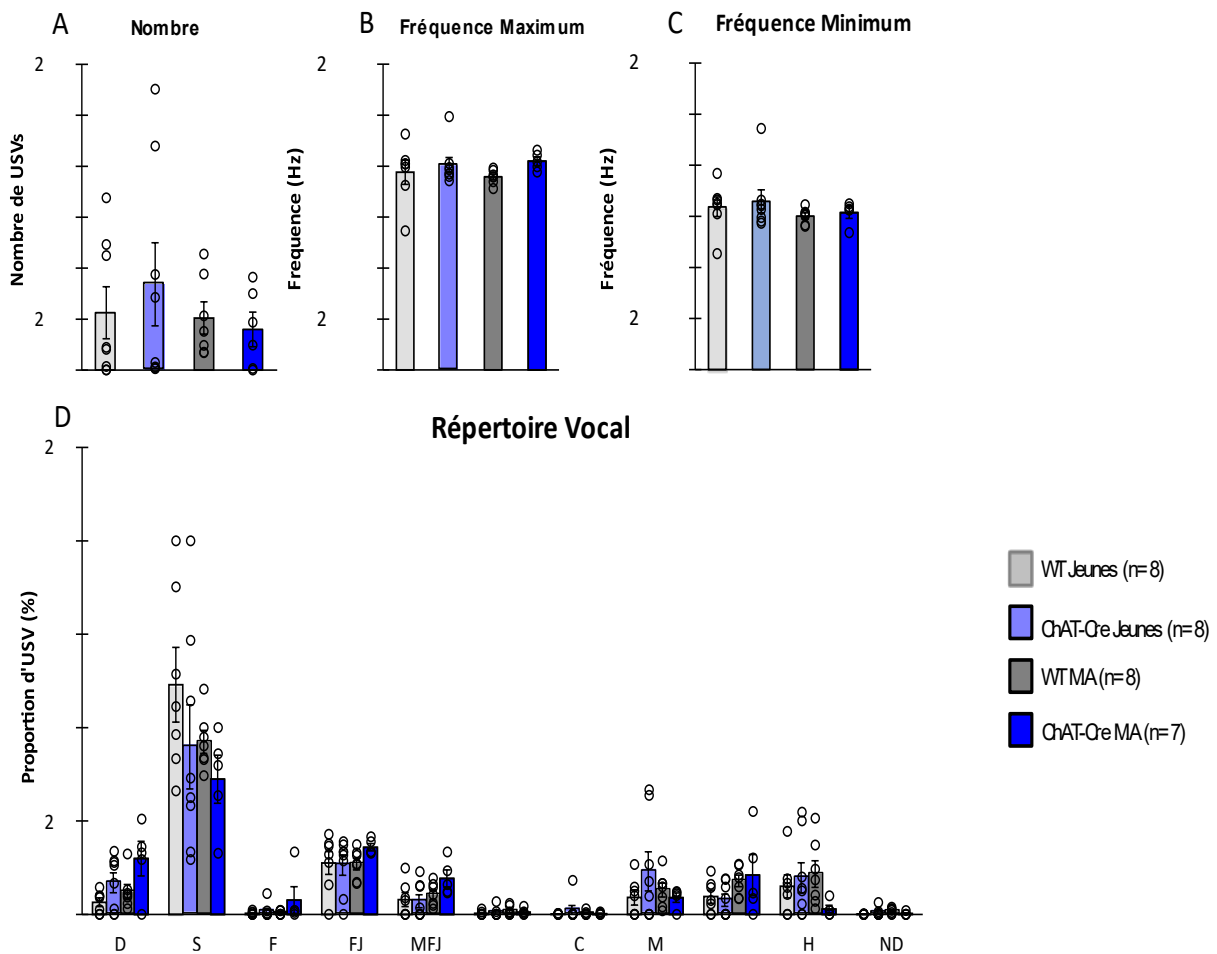 A
Nombre
B
Fréquence Maximum
C
Fréquence Minimum
2
2
2
Nombre de USVs
Frequence (Hz)
Fréquence (Hz)
2
2
2
D
Répertoire Vocal
2
Proportion d'USV (%)
2
D S F FJ MFJ C M H ND
WT Jeunes (n=8)
ChAT-Cre Jeunes (n=8)
WT MA (n=8)
ChAT-Cre MA (n=7)